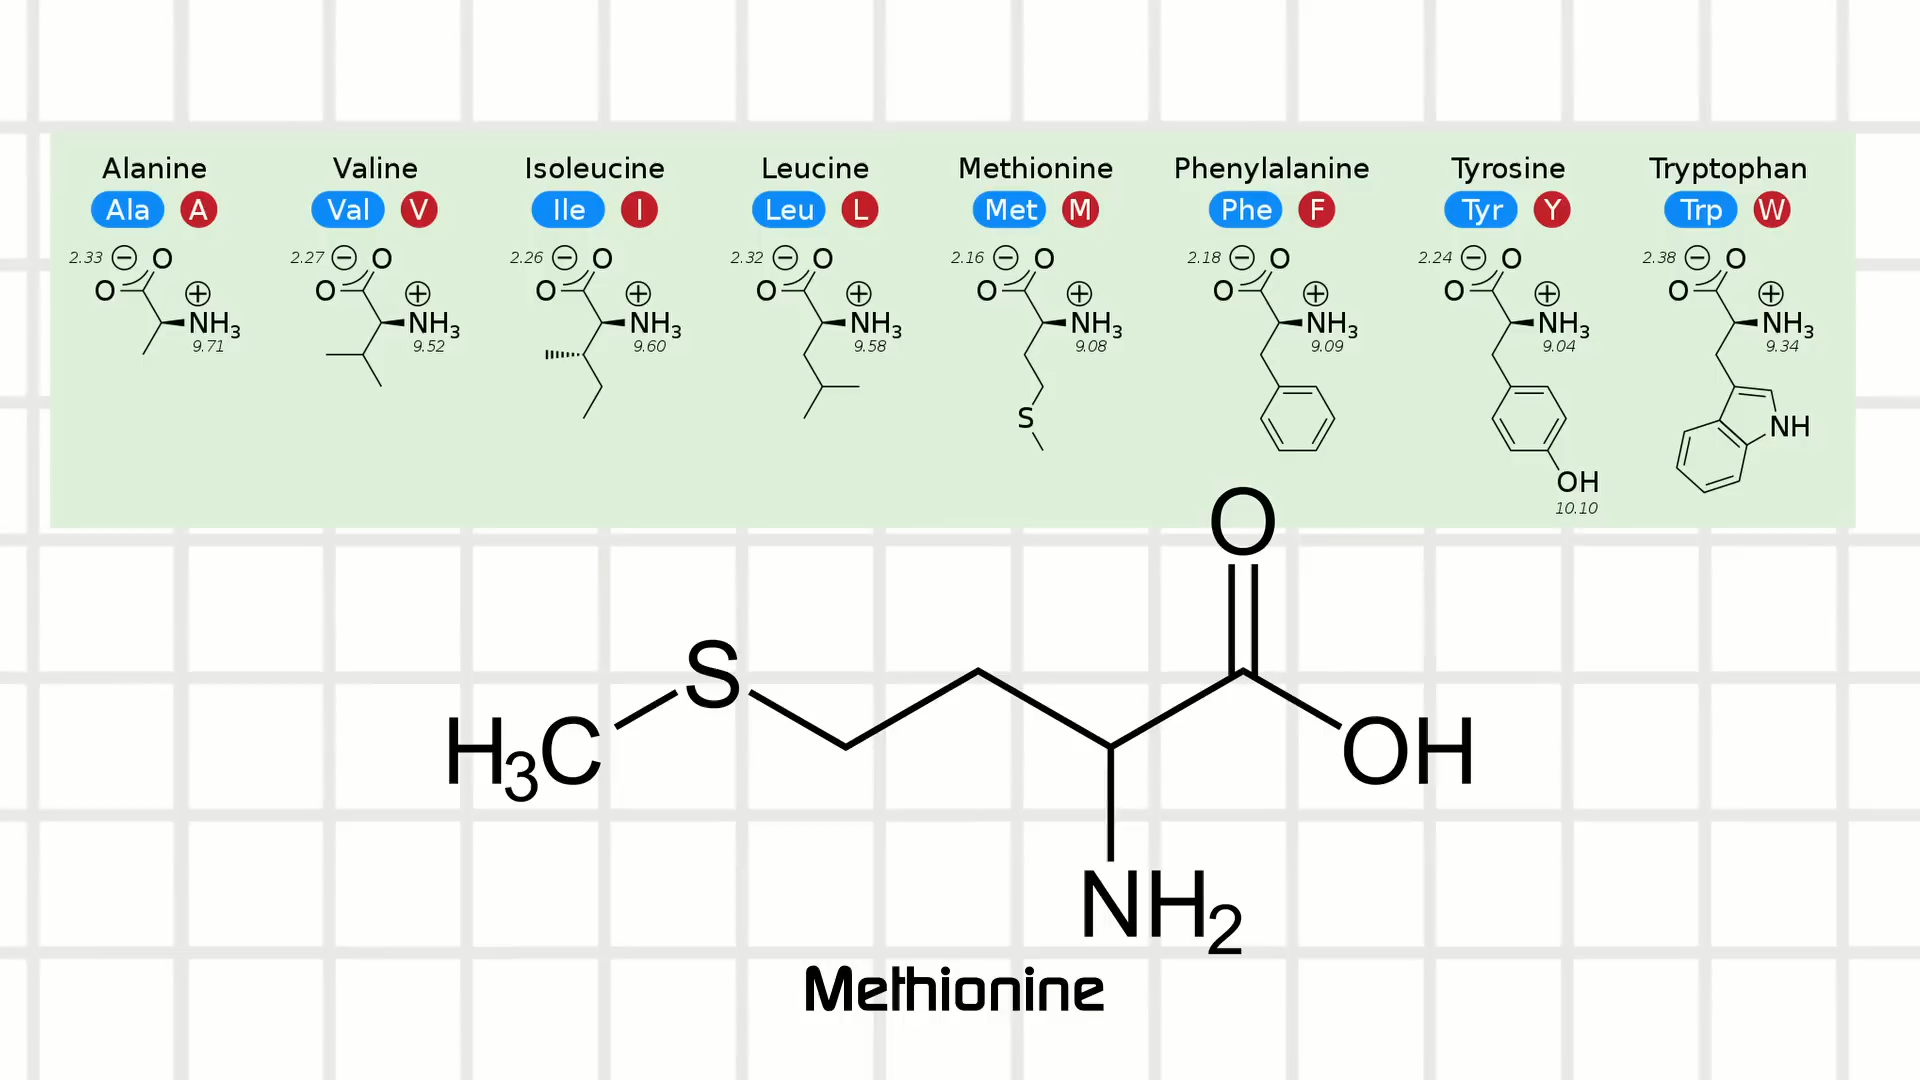 Alanine Valine Isoleucine Leucine Methionine Phenylalanine Tyrosine Tryptophan
Ala A Val V Ile I Leu L Met M Phe F Tyr Y Trp W
2.33 − O 2.27 − O 2.26 − O 2.32 − O 2.16 − O 2.18 − O 2.24 − O 2.38 − O
O + O + O + O + O + O + O + O +
NH3 NH3 NH3 NH3 NH3 NH3 NH3 NH3
9.71 9.52 9.60 9.58 9.08 9.09 9.04 9.34
S NH
OH
10.10
O
S
H3C OH
NH2
Methionine